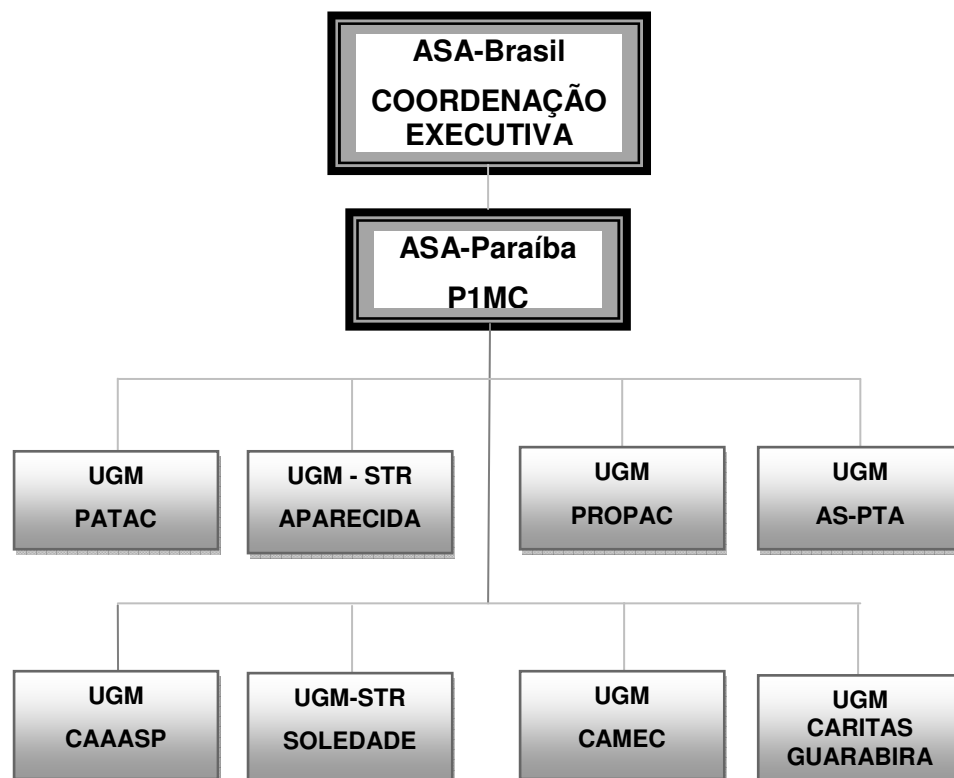 ASA-Brasil
COORDENAÇÃO
EXECUTIVA
ASA-Paraíba
P1MC
UGM
PATAC
UGM - STR
APARECIDA
UGM
PROPAC
UGM
AS-PTA
UGM
CAAASP
UGM-STR
SOLEDADE
UGM
CAMEC
UGM
CARITAS
GUARABIRA